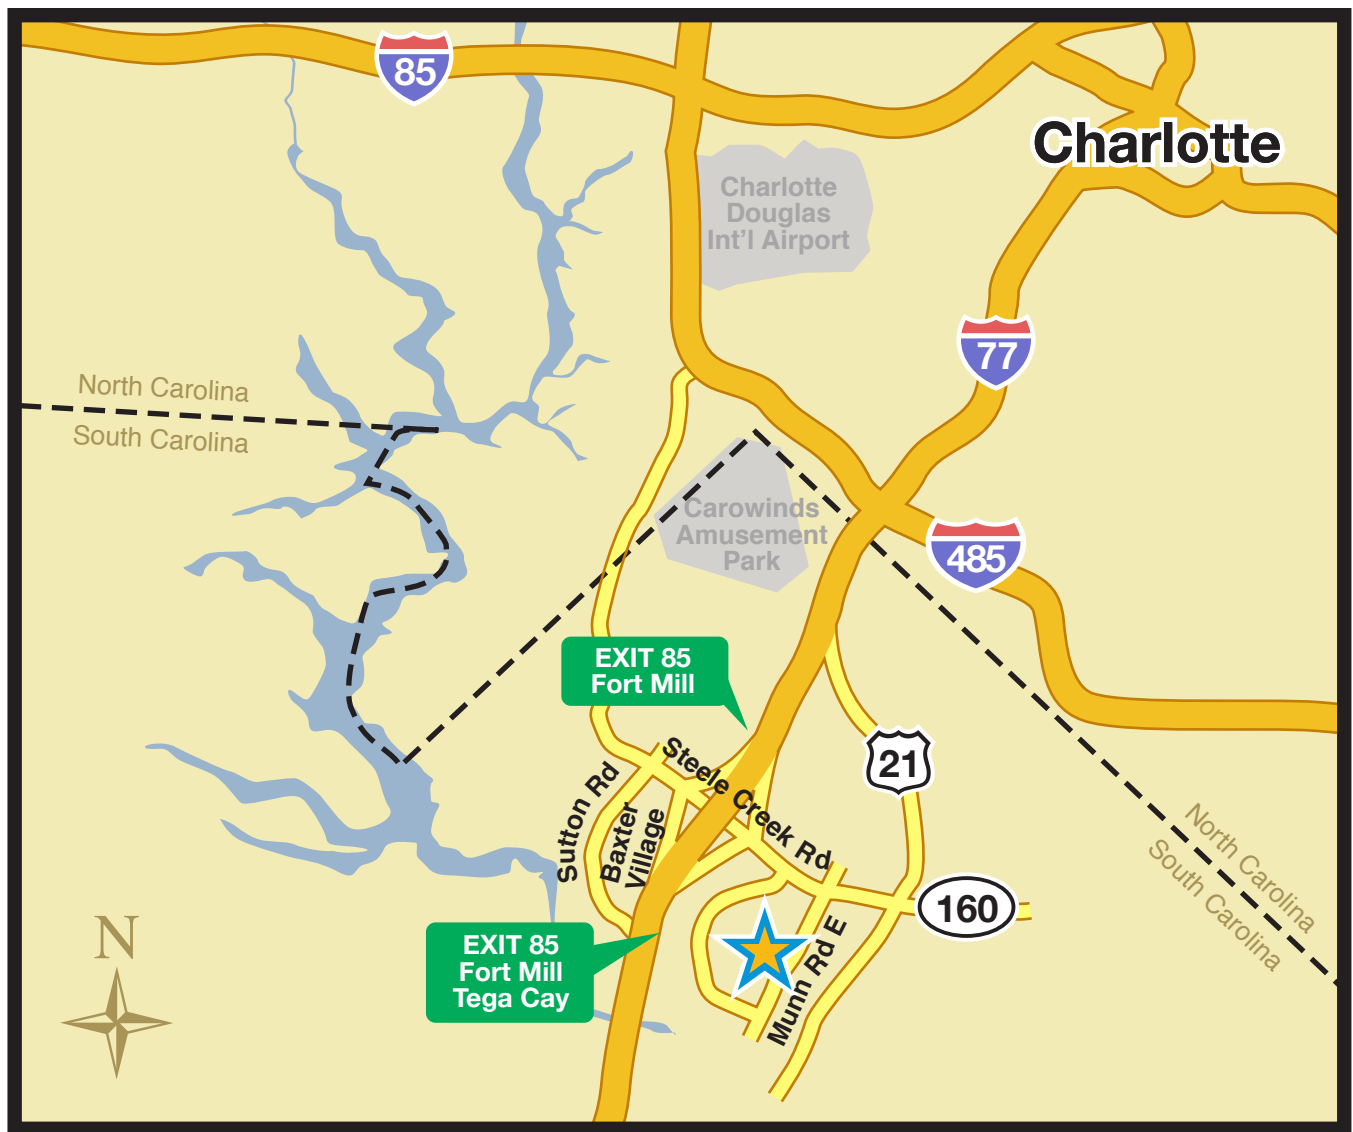 85
Charlotte
Charlotte
Douglas
Int'l Airport
77
North Carolina
South Carolina
Carowinds
Amusement
Park
485
EXIT 85
Fort Mill
Steele Creek Rd
21
Sutton Rd
Baxter
Village
North Carolina
South Carolina
160
N
EXIT 85
Fort Mill
Tega Cay
Munn Rd E